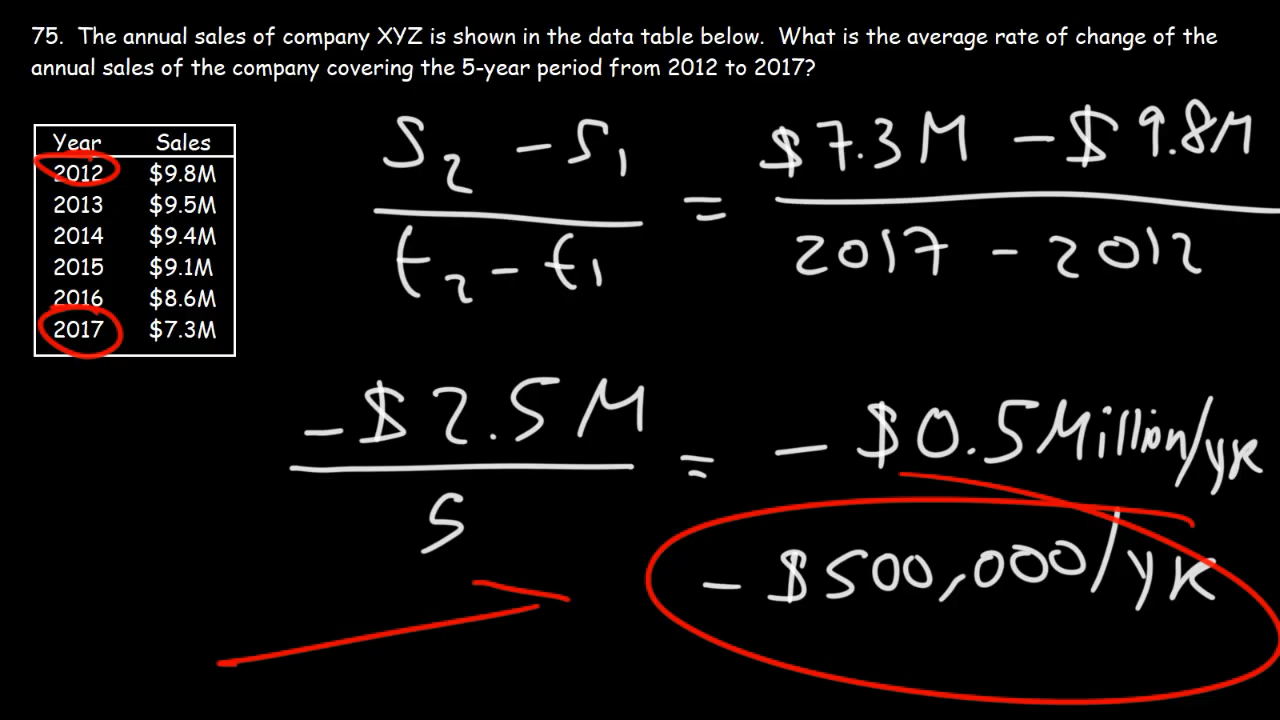 75. The annual sales of company XYZ is shown in the data table below. What is the average rate of change of the
annual sales of the company covering the 5-year period from 2012 to 2017?
Year Sales
2012 $9.8M
2013 $9.5M
2014 $9.4M
2015 $9.1M
2016 $8.6M
2017 $7.3M
S₂ - S₁ = $7.3M - $9.8M
t₂ - t₁ 2017 - 2012
-$2.5M = -$0.5Million/yr
5
-$500,000/yr